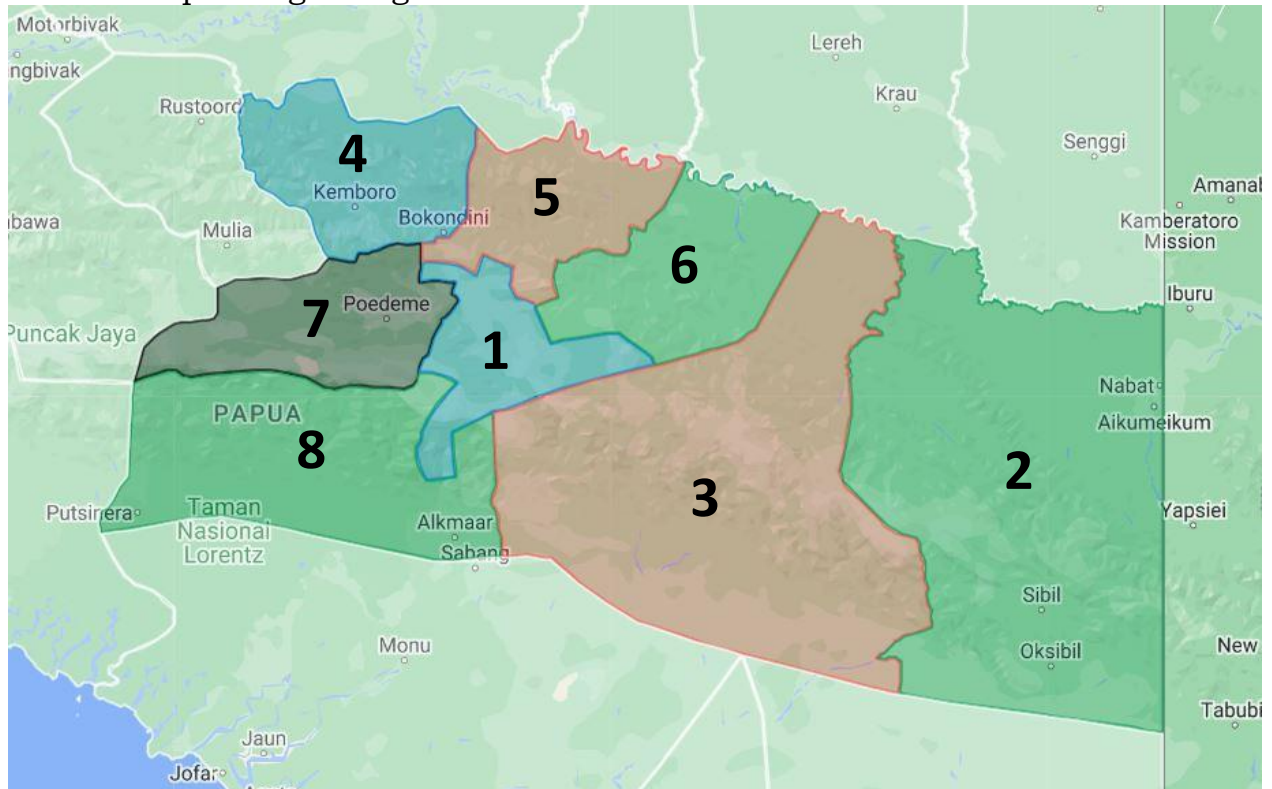 Motorbivak
ngbivak
Lereh
Rustoord
Krau
Senggi
4
Kemboro
5
Amanab
Bokondini
Kamberatoro
Mission
bawa
Mulia
6
Iburu
7
Poedeme
Puncak Jaya
1
Nabat
PAPUA
Aikumeikum
8
2
3
Putsinera
Taman
Nasional
Lorentz
Alkmaar
Yapsiei
Sabang
Sibil
Monu
Oksibil
New
Tabubi
Jaun
Jofar